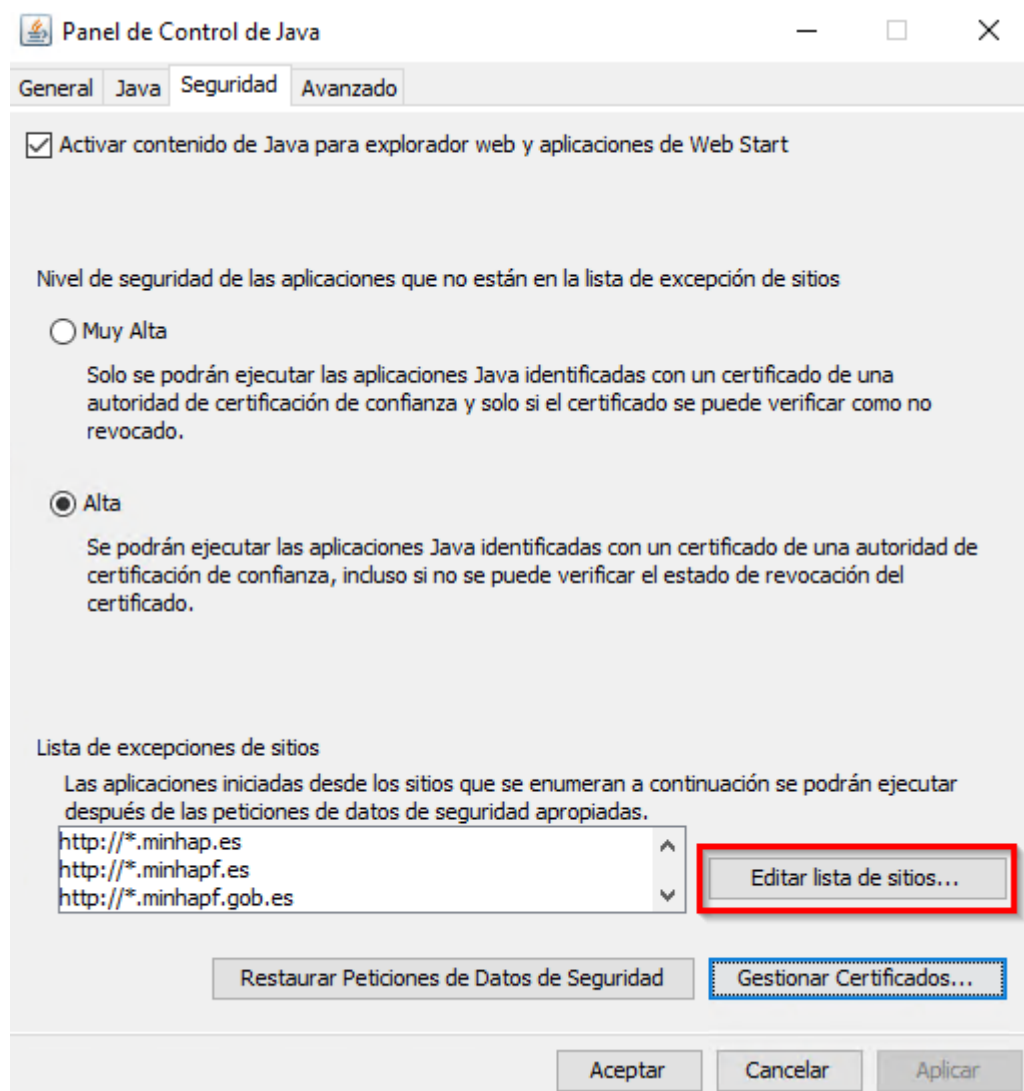 Panel de Control de Java
General Java Seguridad Avanzado
Activar contenido de Java para explorador web y aplicaciones de Web Start
Nivel de seguridad de las aplicaciones que no están en la lista de excepción de sitios
Muy Alta
Solo se podrán ejecutar las aplicaciones Java identificadas con un certificado de una
autoridad de certificación de confianza y solo si el certificado se puede verificar como no
revocado.
Alta
Se podrán ejecutar las aplicaciones Java identificadas con un certificado de una autoridad de
certificación de confianza, incluso si no se puede verificar el estado de revocación del
certificado.
Lista de excepciones de sitios
Las aplicaciones iniciadas desde los sitios que se enumeran a continuación se podrán ejecutar
después de las peticiones de datos de seguridad apropiadas.
http://*.minhap.es
http://*.minhapf.es
http://*.minhapf.gob.es
Editar lista de sitios...
Restaurar Peticiones de Datos de Seguridad Gestionar Certificados...
Aceptar Cancelar Aplicar